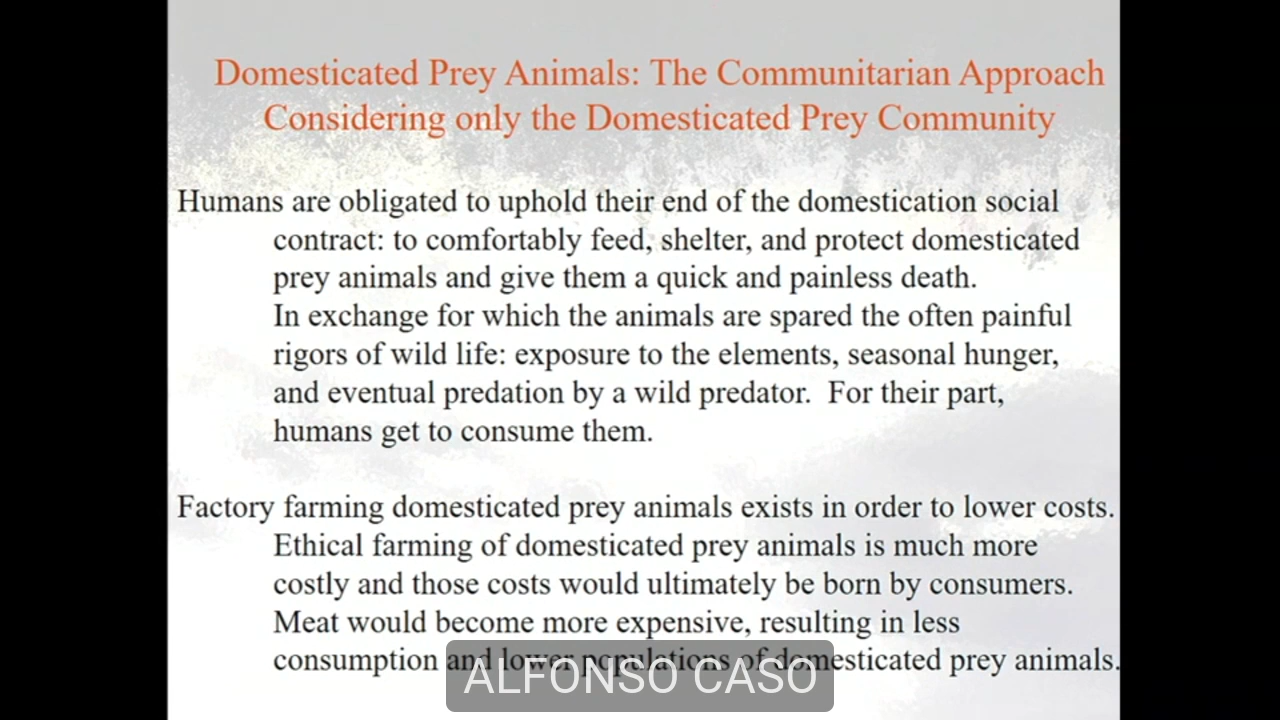 Domesticated Prey Animals: The Communitarian Approach
Considering only the Domesticated Prey Community
Humans are obligated to uphold their end of the domestication social
contract: to comfortably feed, shelter, and protect domesticated
prey animals and give them a quick and painless death.
In exchange for which the animals are spared the often painful
rigors of wild life: exposure to the elements, seasonal hunger,
and eventual predation by a wild predator.  For their part,
humans get to consume them.
Factory farming domesticated prey animals exists in order to lower costs.
Ethical farming of domesticated prey animals is much more
costly and those costs would ultimately be born by consumers.
Meat would become more expensive, resulting in less
consumption and lower populations of domesticated prey animals.
ALFONSO CASO